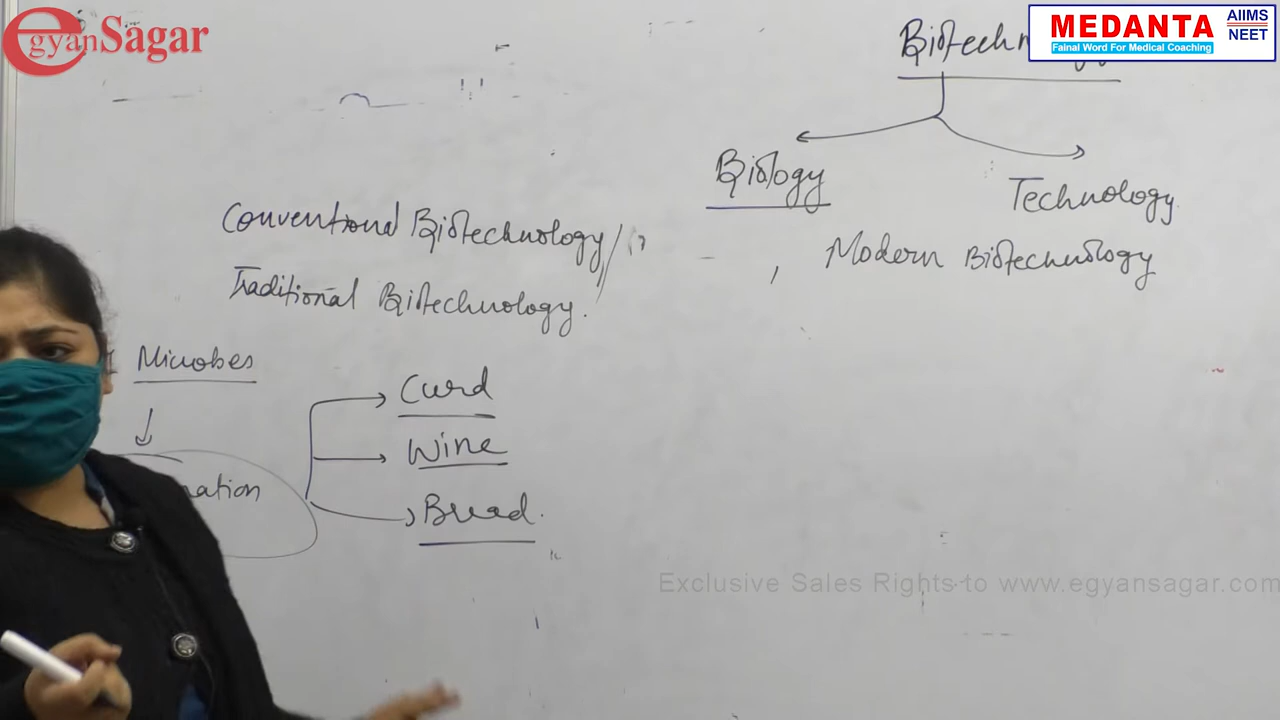 egyanSagar
MEDANTA
AIIMS
NEET
Fainal Word For Medical Coaching
Biology
Technology
Conventional Biotechnology/
Modern Biotechnology
Traditional Biotechnology.
Microbes
Curd
Wine
Bread.
Exclusive Sales Rights to www.egyansagar.com